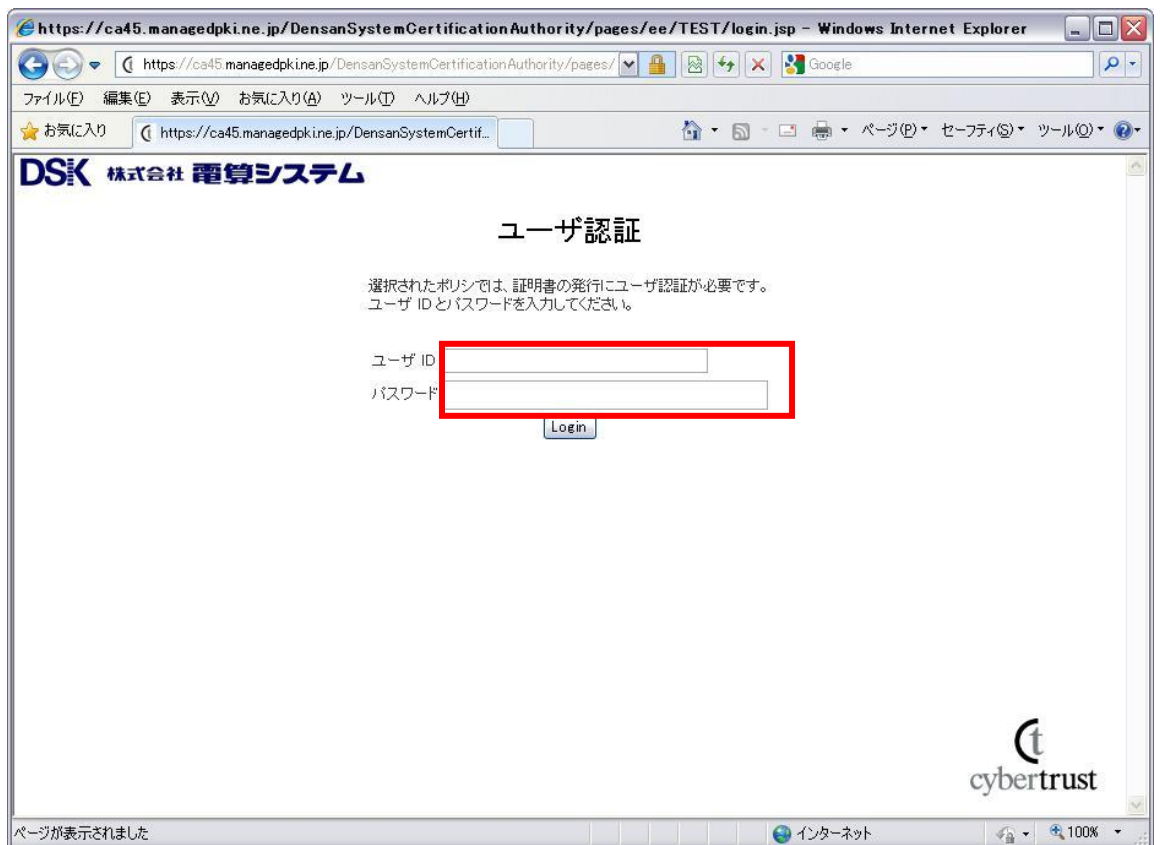 https://ca45.managedpki.ne.jp/DensanSystemCertificationAuthority/pages/ee/TEST/login.jsp - Windows Internet Explorer
https://ca45.managedpki.ne.jp/DensanSystemCertificationAuthority/pages/
Google
ファイル(F) 編集(E) 表示(V) お気に入り(A) ツール(T) ヘルプ(H)
お気に入り https://ca45.managedpki.ne.jp/DensanSystemCertif... ページ(P) セーフティ(S) ツール(O)
DSK 株式会社 電算システム
ユーザ認証
選択されたポリシでは、証明書の発行にユーザ認証が必要です。
ユーザ ID とパスワードを入力してください。
ユーザ ID
パスワード
Login
cybertrust
ページが表示されました インターネット 100%